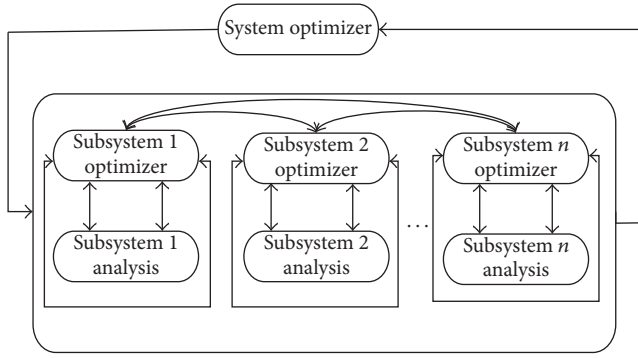 System optimizer
Subsystem 1
optimizer
Subsystem 2
optimizer
Subsystem n
optimizer
Subsystem 1
analysis
Subsystem 2
analysis
...
Subsystem n
analysis